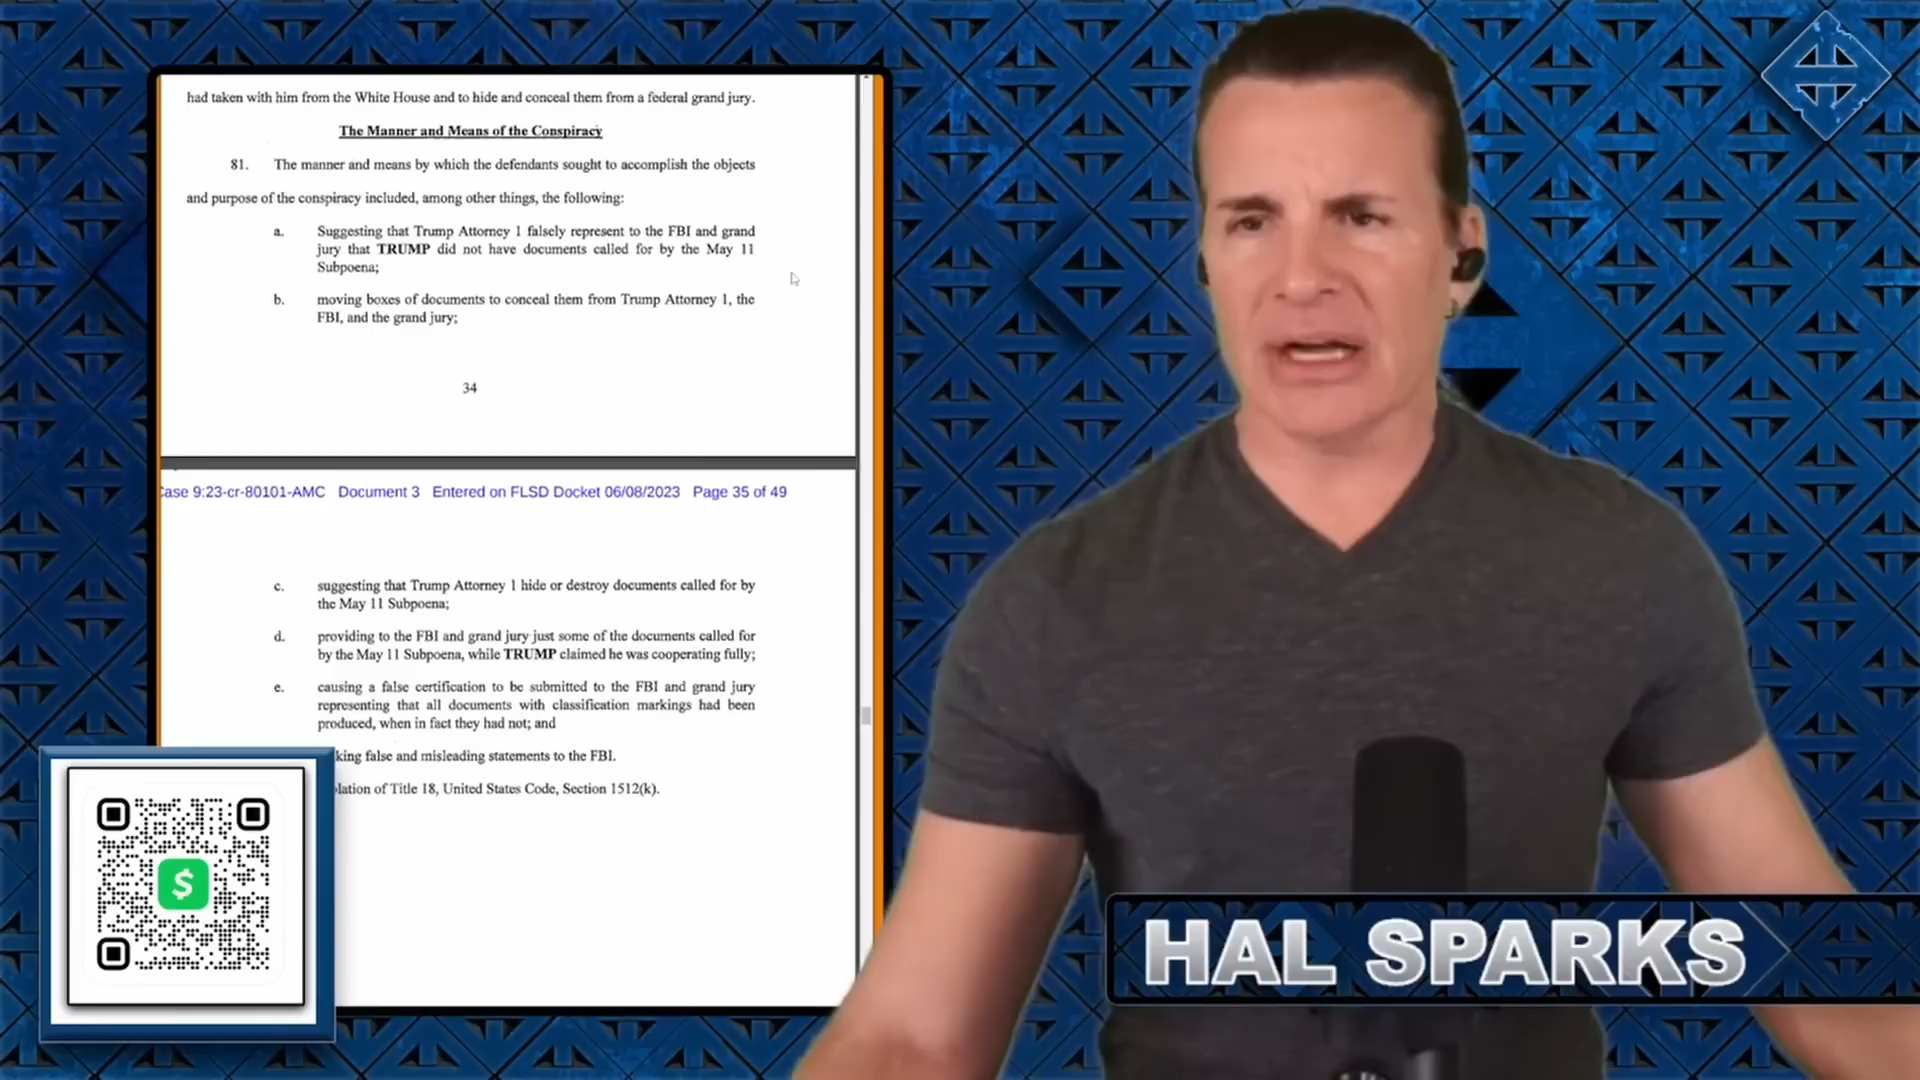 had taken with him from the White House and to hide and conceal them from a federal grand jury.
The Manner and Means of the Conspiracy
81. The manner and means by which the defendants sought to accomplish the objects
and purpose of the conspiracy included, among other things, the following:
a. Suggesting that Trump Attorney 1 falsely represent to the FBI and grand
jury that TRUMP did not have documents called for by the May 11
Subpoena;
b. moving boxes of documents to conceal them from Trump Attorney 1, the
FBI, and the grand jury;
34
Case 9:23-cr-80101-AMC Document 3 Entered on FLSD Docket 06/08/2023 Page 35 of 49
c. suggesting that Trump Attorney 1 hide or destroy documents called for by
the May 11 Subpoena;
d. providing to the FBI and grand jury just some of the documents called for
by the May 11 Subpoena, while TRUMP claimed he was cooperating fully;
e. causing a false certification to be submitted to the FBI and grand jury
representing that all documents with classification markings had been
produced, when in fact they had not; and
king false and misleading statements to the FBI.
lation of Title 18, United States Code, Section 1512(k).
$
HAL SPARKS